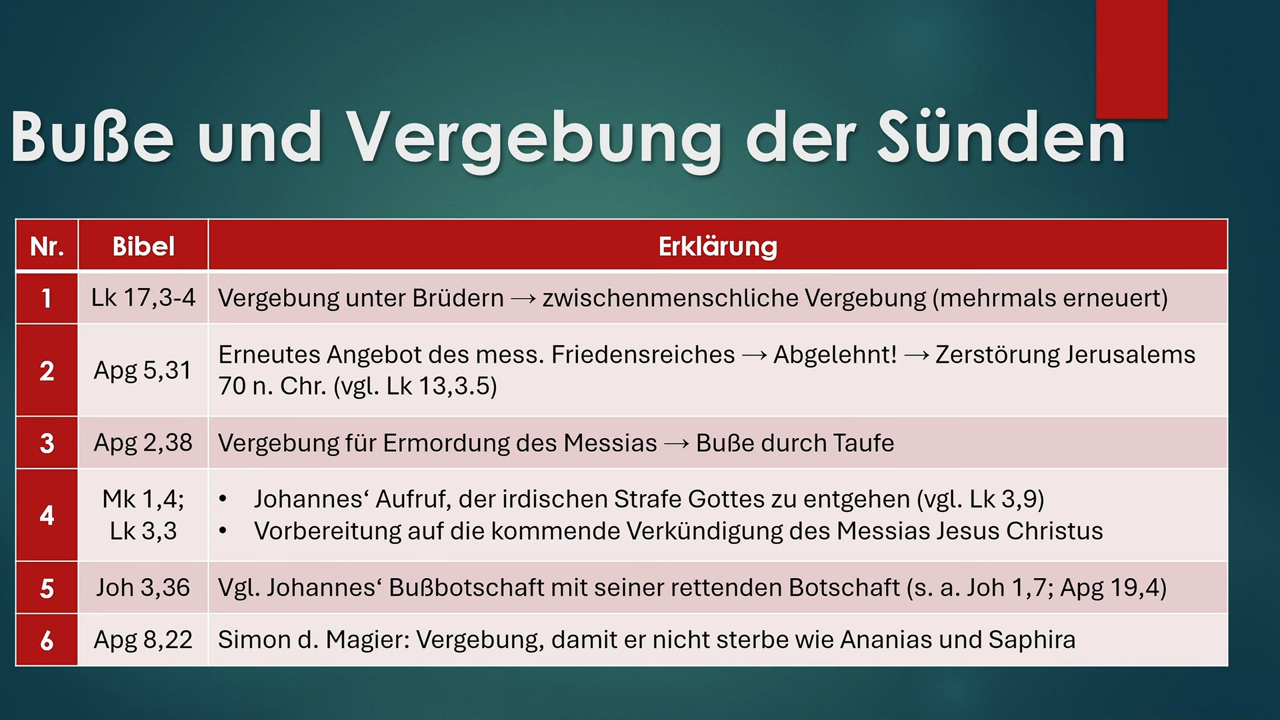 Buße und Vergebung der Sünden
Nr. Bibel Erklärung
1 Lk 17,3-4 Vergebung unter Brüdern → zwischenmenschliche Vergebung (mehrmals erneuert)
2 Apg 5,31 Erneutes Angebot des mess. Friedensreiches → Abgelehnt! → Zerstörung Jerusalems
70 n. Chr. (vgl. Lk 13,3.5)
3 Apg 2,38 Vergebung für Ermordung des Messias → Buße durch Taufe
4 Mk 1,4; • Johannes‘ Aufruf, der irdischen Strafe Gottes zu entgehen (vgl. Lk 3,9)
Lk 3,3 • Vorbereitung auf die kommende Verkündigung des Messias Jesus Christus
5 Joh 3,36 Vgl. Johannes‘ Bußbotschaft mit seiner rettenden Botschaft (s. a. Joh 1,7; Apg 19,4)
6 Apg 8,22 Simon d. Magier: Vergebung, damit er nicht sterbe wie Ananias und Saphira